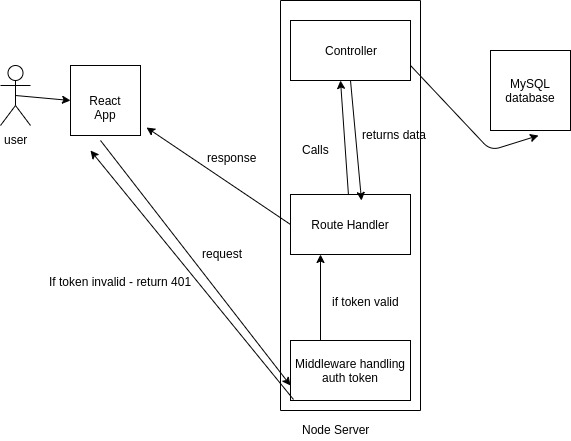 Controller
MySQL
database
React
App
user
returns data
Calls
response
Route Handler
request
If token invalid - return 401
if token valid
Middleware handling
auth token
Node Server